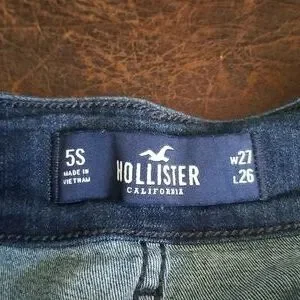 5S
MADE IN
VIETNAM
HOLLISTER
CALIFORNIA
W27
L26